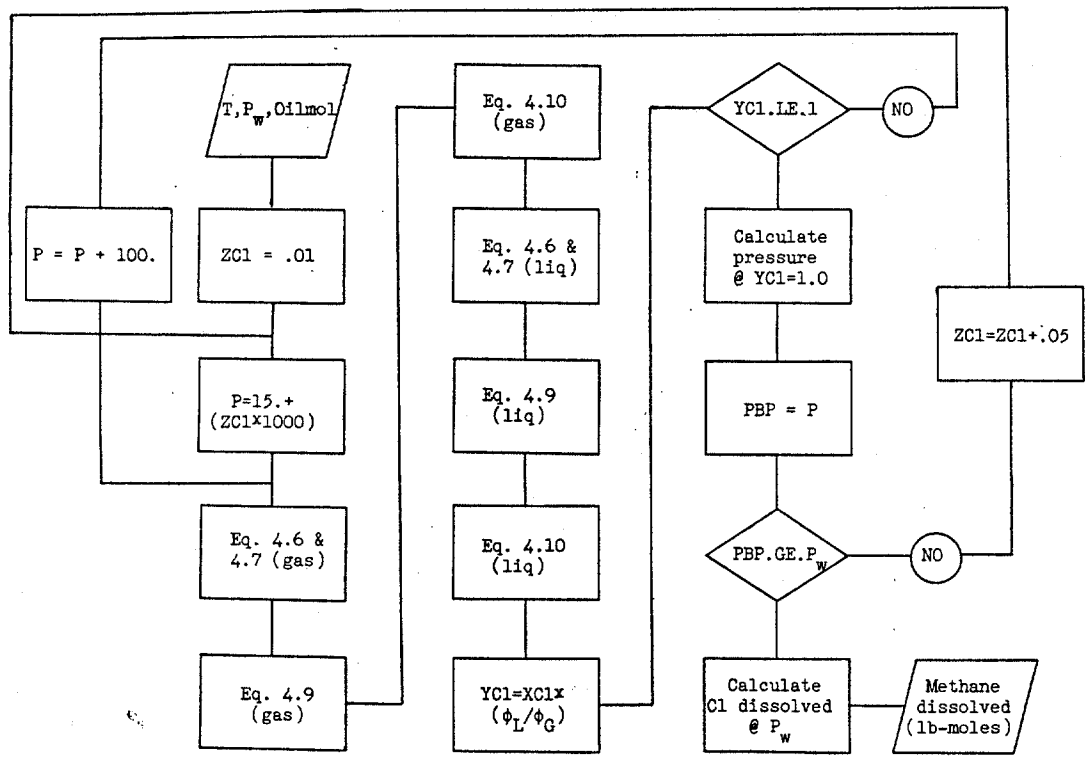 T,P_w,Oilmol
P = P + 100.
ZC1 = .01
P=15.+
(ZC1x1000)
Eq. 4.6 &
4.7 (gas)
Eq. 4.9
(gas)
Eq. 4.10
(gas)
Eq. 4.6 &
4.7 (liq)
Eq. 4.9
(liq)
Eq. 4.10
(liq)
YC1=XC1x
(ϕ_L/ϕ_G)
YC1.LE.1
NO
Calculate
pressure
@ YC1=1.0
PBP = P
PBP.GE.P_w
NO
ZC1=ZC1+.05
Calculate
C1 dissolved
@ P_w
Methane
dissolved
(lb-moles)